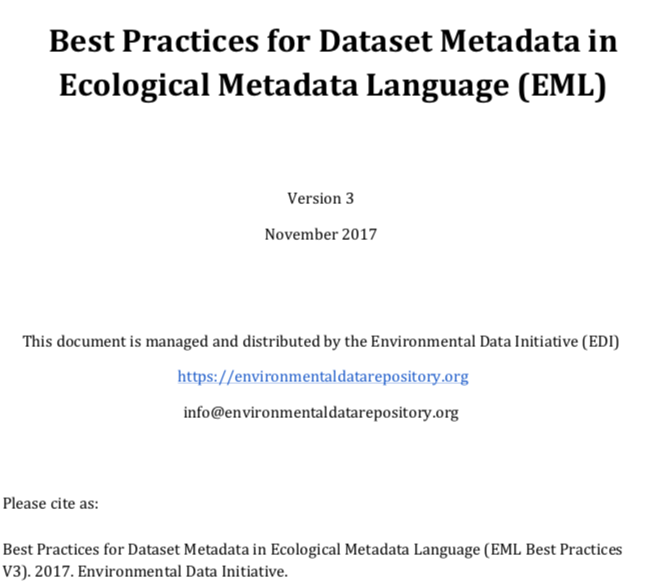 Best Practices for Dataset Metadata in
Ecological Metadata Language (EML)
Version 3
November 2017
This document is managed and distributed by the Environmental Data Initiative (EDI)
https://environmentaldatarepository.org
info@environmentaldatarepository.org
Please cite as:
Best Practices for Dataset Metadata in Ecological Metadata Language (EML Best Practices
V3). 2017. Environmental Data Initiative.